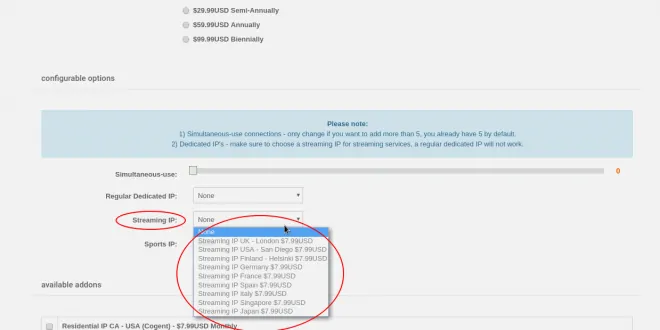 $29.99USD Semi-Annually
$59.99USD Annually
$99.99USD Biennially
configurable options
Please note:
1) Simultaneous-use connections - only change if you want to add more than 5, you already have 5 by default.
2) Dedicated IP's - make sure to choose a streaming IP for streaming services, a regular dedicated IP will not work.
Simultaneous-use: 0
Regular Dedicated IP: None
Streaming IP: None
None
Streaming IP UK - London $7.99USD
Streaming IP USA - San Diego $7.99USD
Streaming IP Finland - Helsinki $7.99USD
Sports IP:
Streaming IP Germany $7.99USD
Streaming IP France $7.99USD
Streaming IP Spain $7.99USD
Streaming IP Italy $7.99USD
Streaming IP Singapore $7.99USD
Streaming IP Japan $7.99USD
available addons
Residential IP CA - USA (Cogent) - $7.99USD Monthly